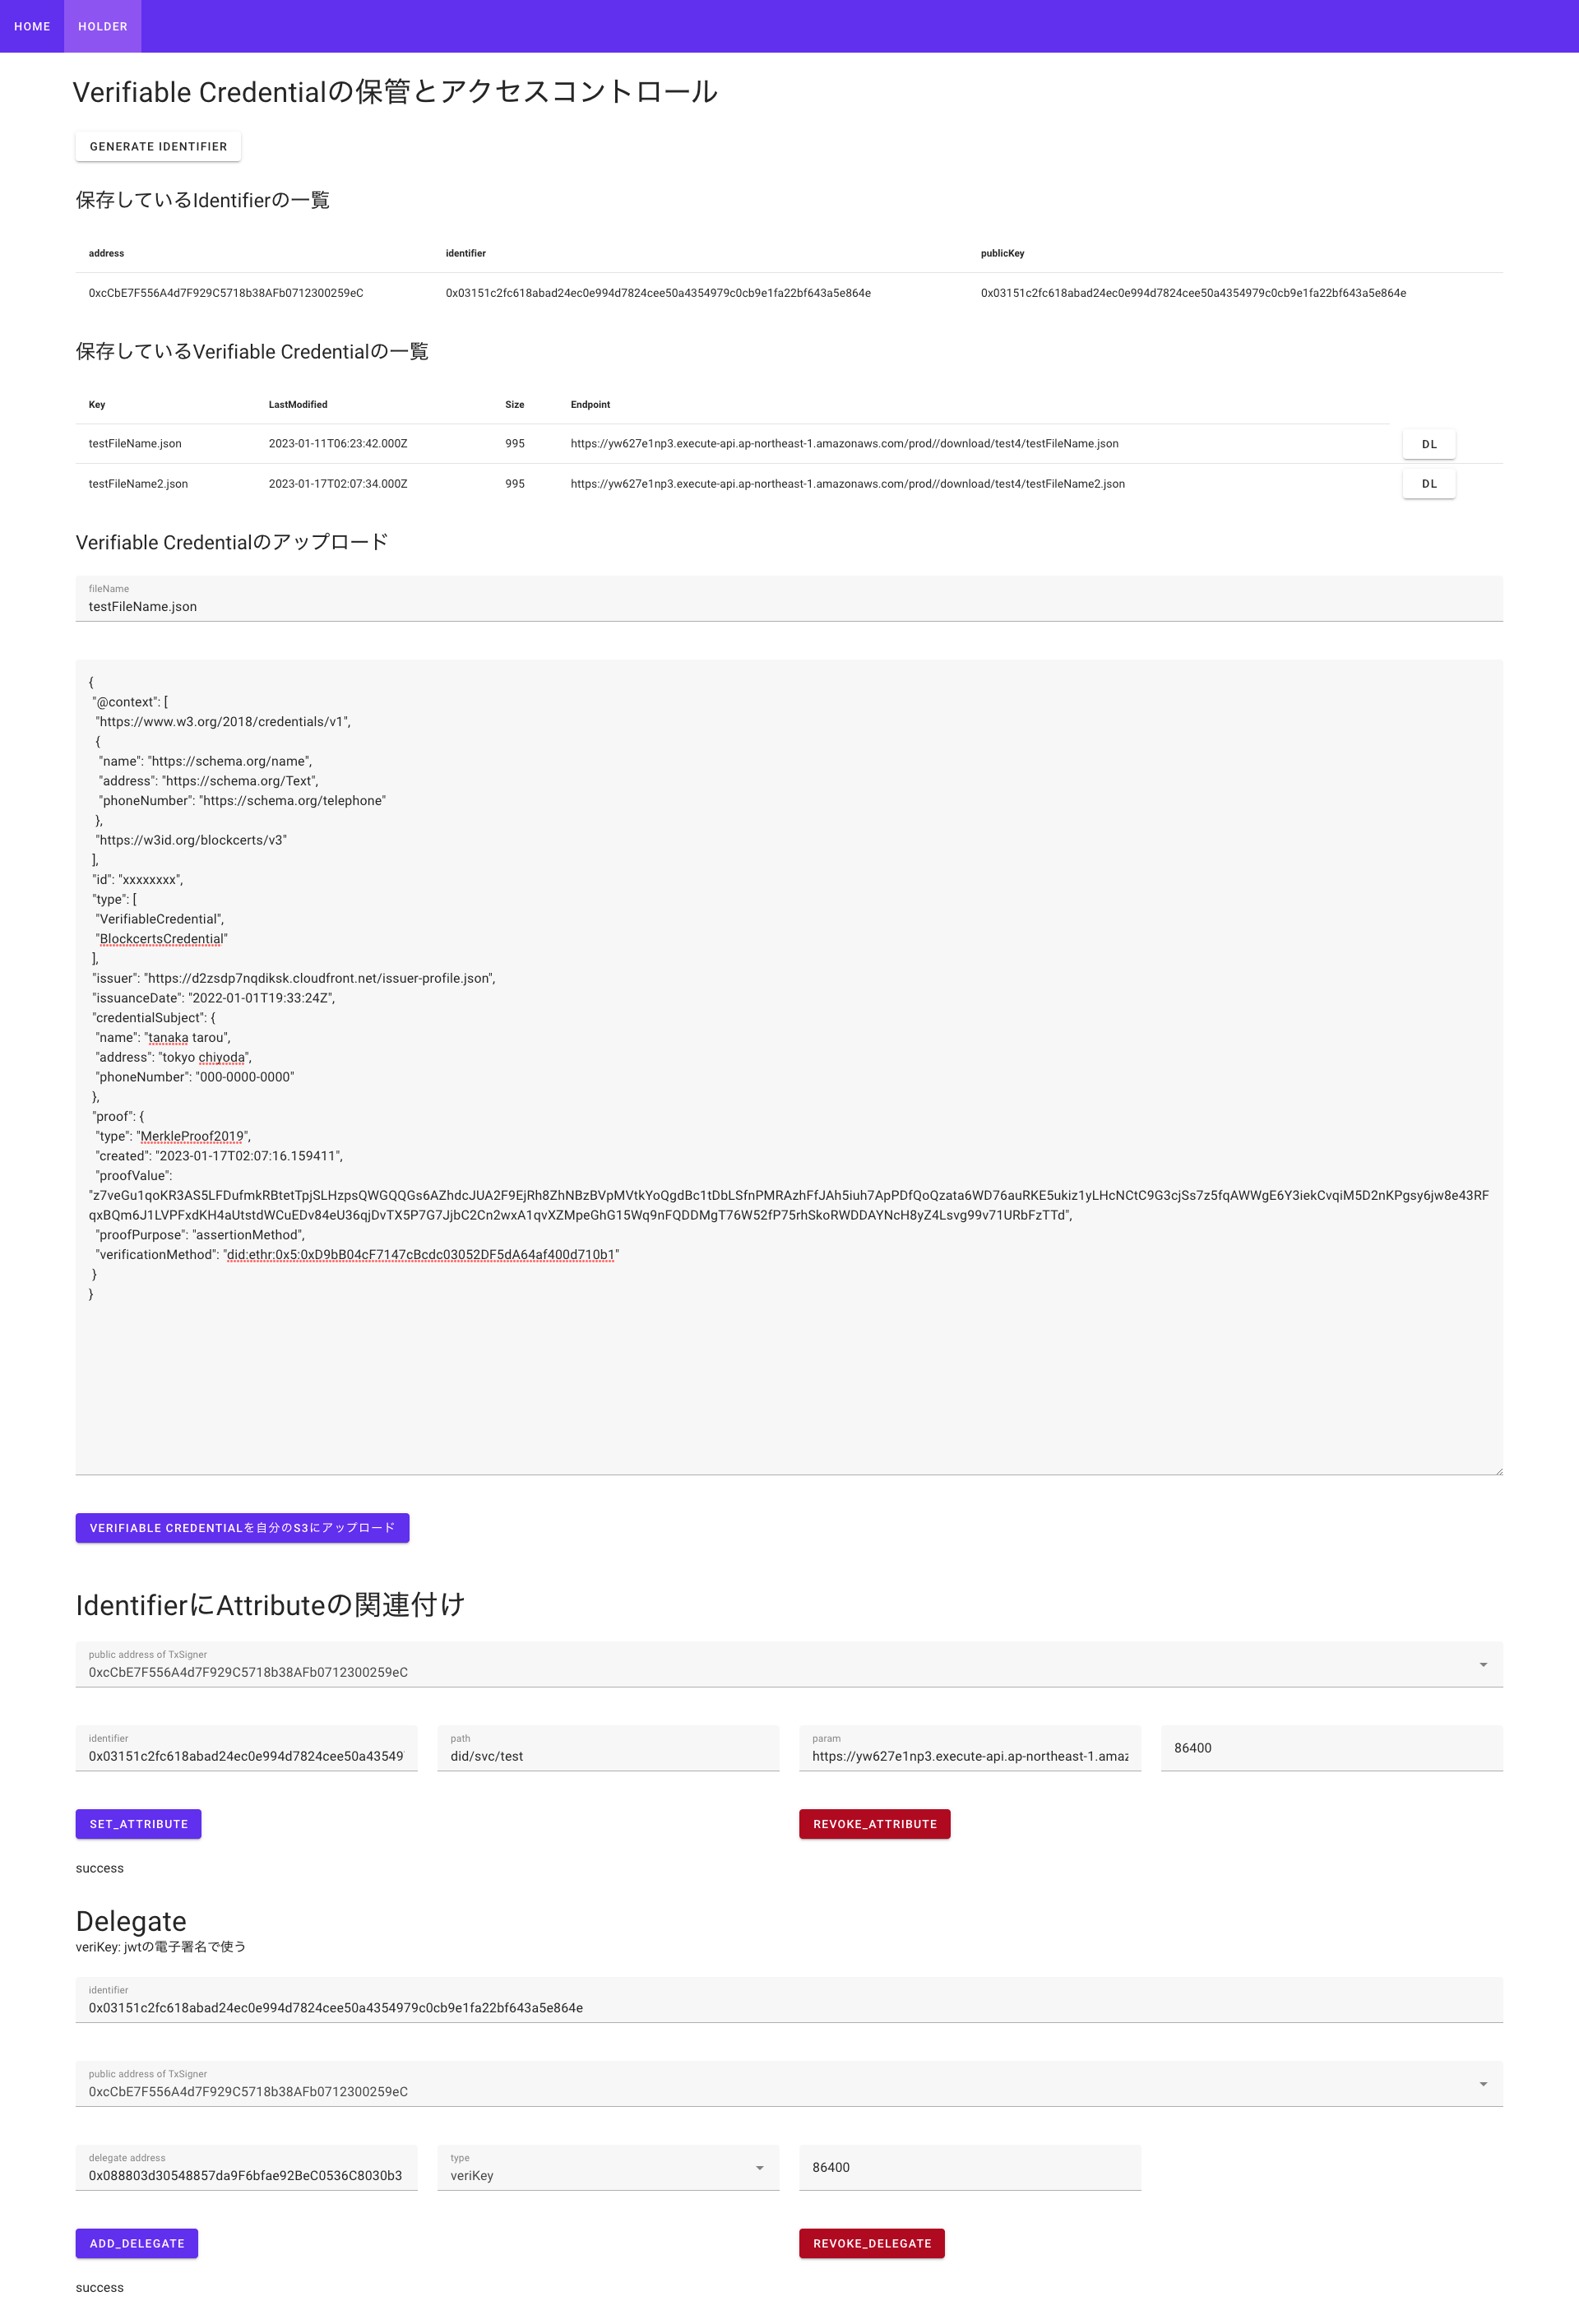 HOME HOLDER
Verifiable Credentialの保管とアクセスコントロール
GENERATE IDENTIFIER
保存しているIdentifierの一覧
address identifier publicKey
0xcCbE7F556A4d7F929C5718b38AFb0712300259eC 0x03151c2fc618abad24ec0e994d7824cee50a4354979c0cb9e1fa22bf643a5e864e 0x03151c2fc618abad24ec0e994d7824cee50a4354979c0cb9e1fa22bf643a5e864e
保存しているVerifiable Credentialの一覧
Key LastModified Size Endpoint
testFileName.json 2023-01-11T06:23:42.000Z 995 https://yw627e1np3.execute-api.ap-northeast-1.amazonaws.com/prod//download/test4/testFileName.json DL
testFileName2.json 2023-01-17T02:07:34.000Z 995 https://yw627e1np3.execute-api.ap-northeast-1.amazonaws.com/prod//download/test4/testFileName2.json DL
Verifiable Credentialのアップロード
fileName
testFileName.json
{
"@context": [
"https://www.w3.org/2018/credentials/v1",
{
"name": "https://schema.org/name",
"address": "https://schema.org/Text",
"phoneNumber": "https://schema.org/telephone"
},
"https://w3id.org/blockcerts/v3"
],
"id": "xxxxxxxx",
"type": [
"VerifiableCredential",
"BlockcertsCredential"
],
"issuer": "https://d2zsdp7nqdiksk.cloudfront.net/issuer-profile.json",
"issuanceDate": "2022-01-01T19:33:24Z",
"credentialSubject": {
"name": "tanaka tarou",
"address": "tokyo chiyoda",
"phoneNumber": "000-0000-0000"
},
"proof": {
"type": "MerkleProof2019",
"created": "2023-01-17T02:07:16.159411",
"proofValue":
"z7veGu1qoKR3AS5LFDufmkRBtetTpjSLHzpsQWGQQGs6AZhdcJUA2F9EjRh8ZhNBzBVpMVtkYoQgdBc1tDbLSfnPMRAzhFfJAh5iuh7ApPDfQoQzata6WD76auRKE5ukiz1yLHcNCtC9G3cjSs7z5fqAWWgE6Y3iekCvqiM5D2nKPgsy6jw8e43RF
qxBQm6J1LVPFxdKH4aUtstdWCuEDv84eU36qjDvTX5P7G7JjbC2Cn2wxA1qvXZMpeGhG15Wq9nFQDDMgT76W52fP75rhSkoRWDDAYNcH8yZ4Lsvg99v71URbFzTTd",
"proofPurpose": "assertionMethod",
"verificationMethod": "did:ethr:0x5:0xD9bB04cF7147cBcdc03052DF5dA64af400d710b1"
}
}
VERIFIABLE CREDENTIALを自分のS3にアップロード
IdentifierにAttributeの関連付け
public address of TxSigner
0xcCbE7F556A4d7F929C5718b38AFb0712300259eC
identifier path param
0x03151c2fc618abad24ec0e994d7824cee50a43549 did/svc/test https://yw627e1np3.execute-api.ap-northeast-1.amaz 86400
SET_ATTRIBUTE REVOKE_ATTRIBUTE
success
Delegate
veriKey: jwtの電子署名で使う
identifier
0x03151c2fc618abad24ec0e994d7824cee50a4354979c0cb9e1fa22bf643a5e864e
public address of TxSigner
0xcCbE7F556A4d7F929C5718b38AFb0712300259eC
delegate address type
0x088803d30548857da9F6bfae92BeC0536C8030b3 veriKey 86400
ADD_DELEGATE REVOKE_DELEGATE
success